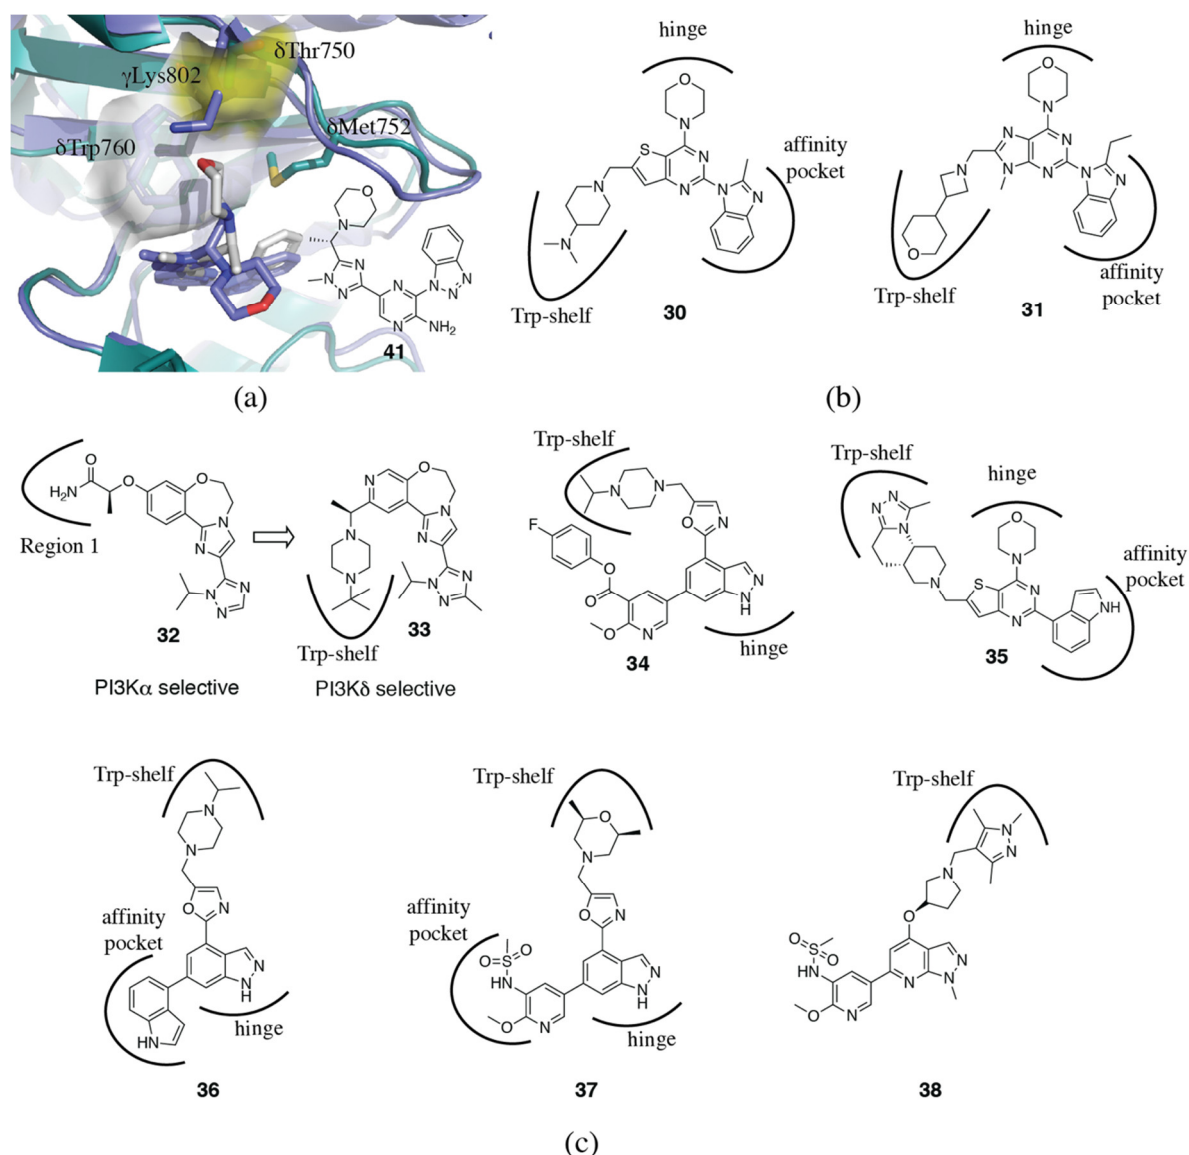 δThr750
γLys802
δMet752
δTrp760
41
(a)
hinge
affinity
pocket
Trp-shelf
30
hinge
Trp-shelf
affinity
pocket
31
(b)
H₂N
O
O
O
N
N
N
N
N
Region 1
32
PI3Kα selective
33
Trp-shelf
PI3Kδ selective
Trp-shelf
hinge
34
Trp-shelf
hinge
affinity
pocket
35
Trp-shelf
affinity
pocket
hinge
36
Trp-shelf
affinity
pocket
hinge
37
Trp-shelf
38
(c)